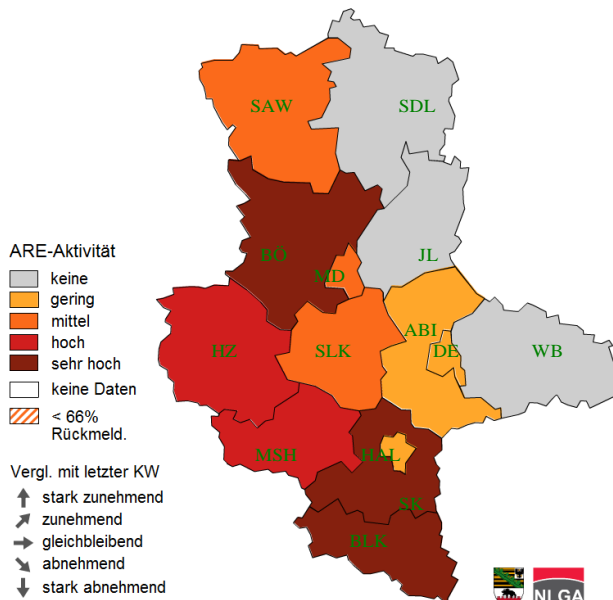 SAW
SDL
BÖ
JL
MD
ABI
HZ
SLK
DE
WB
MSH
HAL
SK
BLK
ARE-Aktivität
keine
gering
mittel
hoch
sehr hoch
keine Daten
< 66%
Rückmeld.
Vergl. mit letzter KW
stark zunehmend
zunehmend
gleichbleibend
abnehmend
stark abnehmend
NLGA